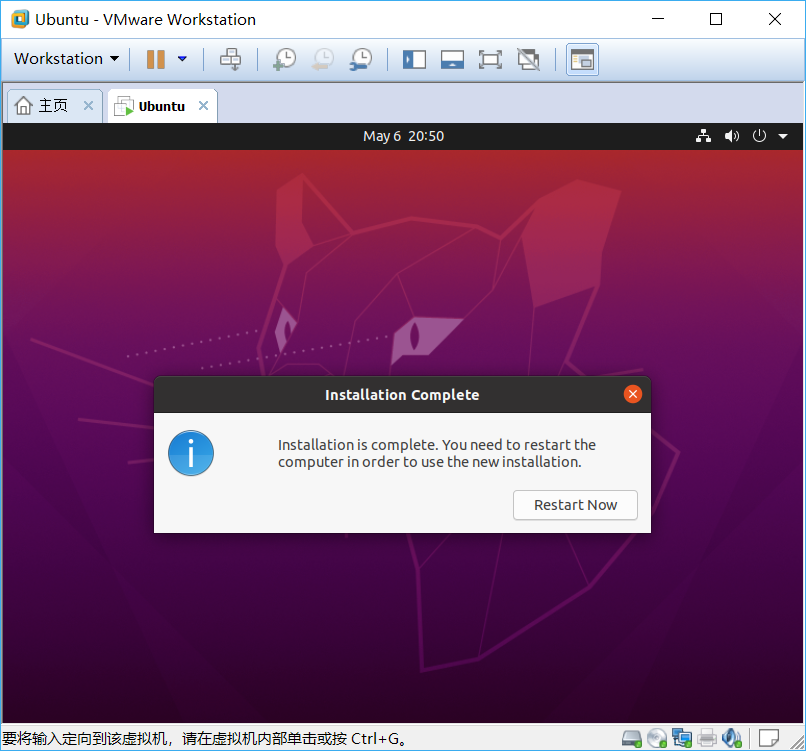 Ubuntu - VMware Workstation
Workstation
主页
Ubuntu
May 6 20:50
Installation Complete
Installation is complete. You need to restart the
computer in order to use the new installation.
Restart Now
要将输入定向到该虚拟机，请在虚拟机内部单击或按 Ctrl+G。